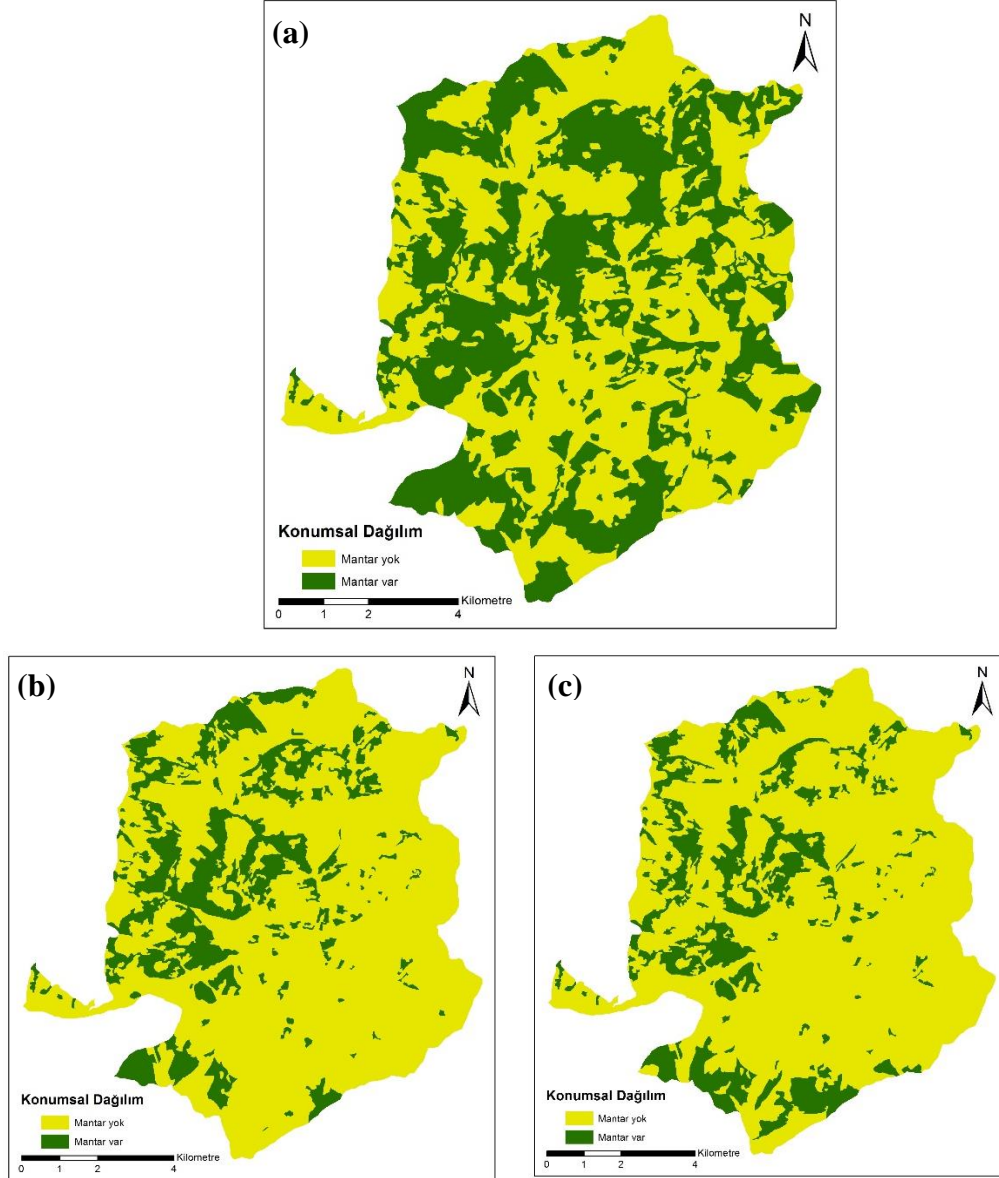 (a)
N
Konumsal Dağılım
Mantar yok
Mantar var
Kilometre
0 1 2 4
(b)
N
Konumsal Dağılım
Mantar yok
Mantar var
Kilometre
0 1 2 4
(c)
N
Konumsal Dağılım
Mantar yok
Mantar var
Kilometre
0 1 2 4